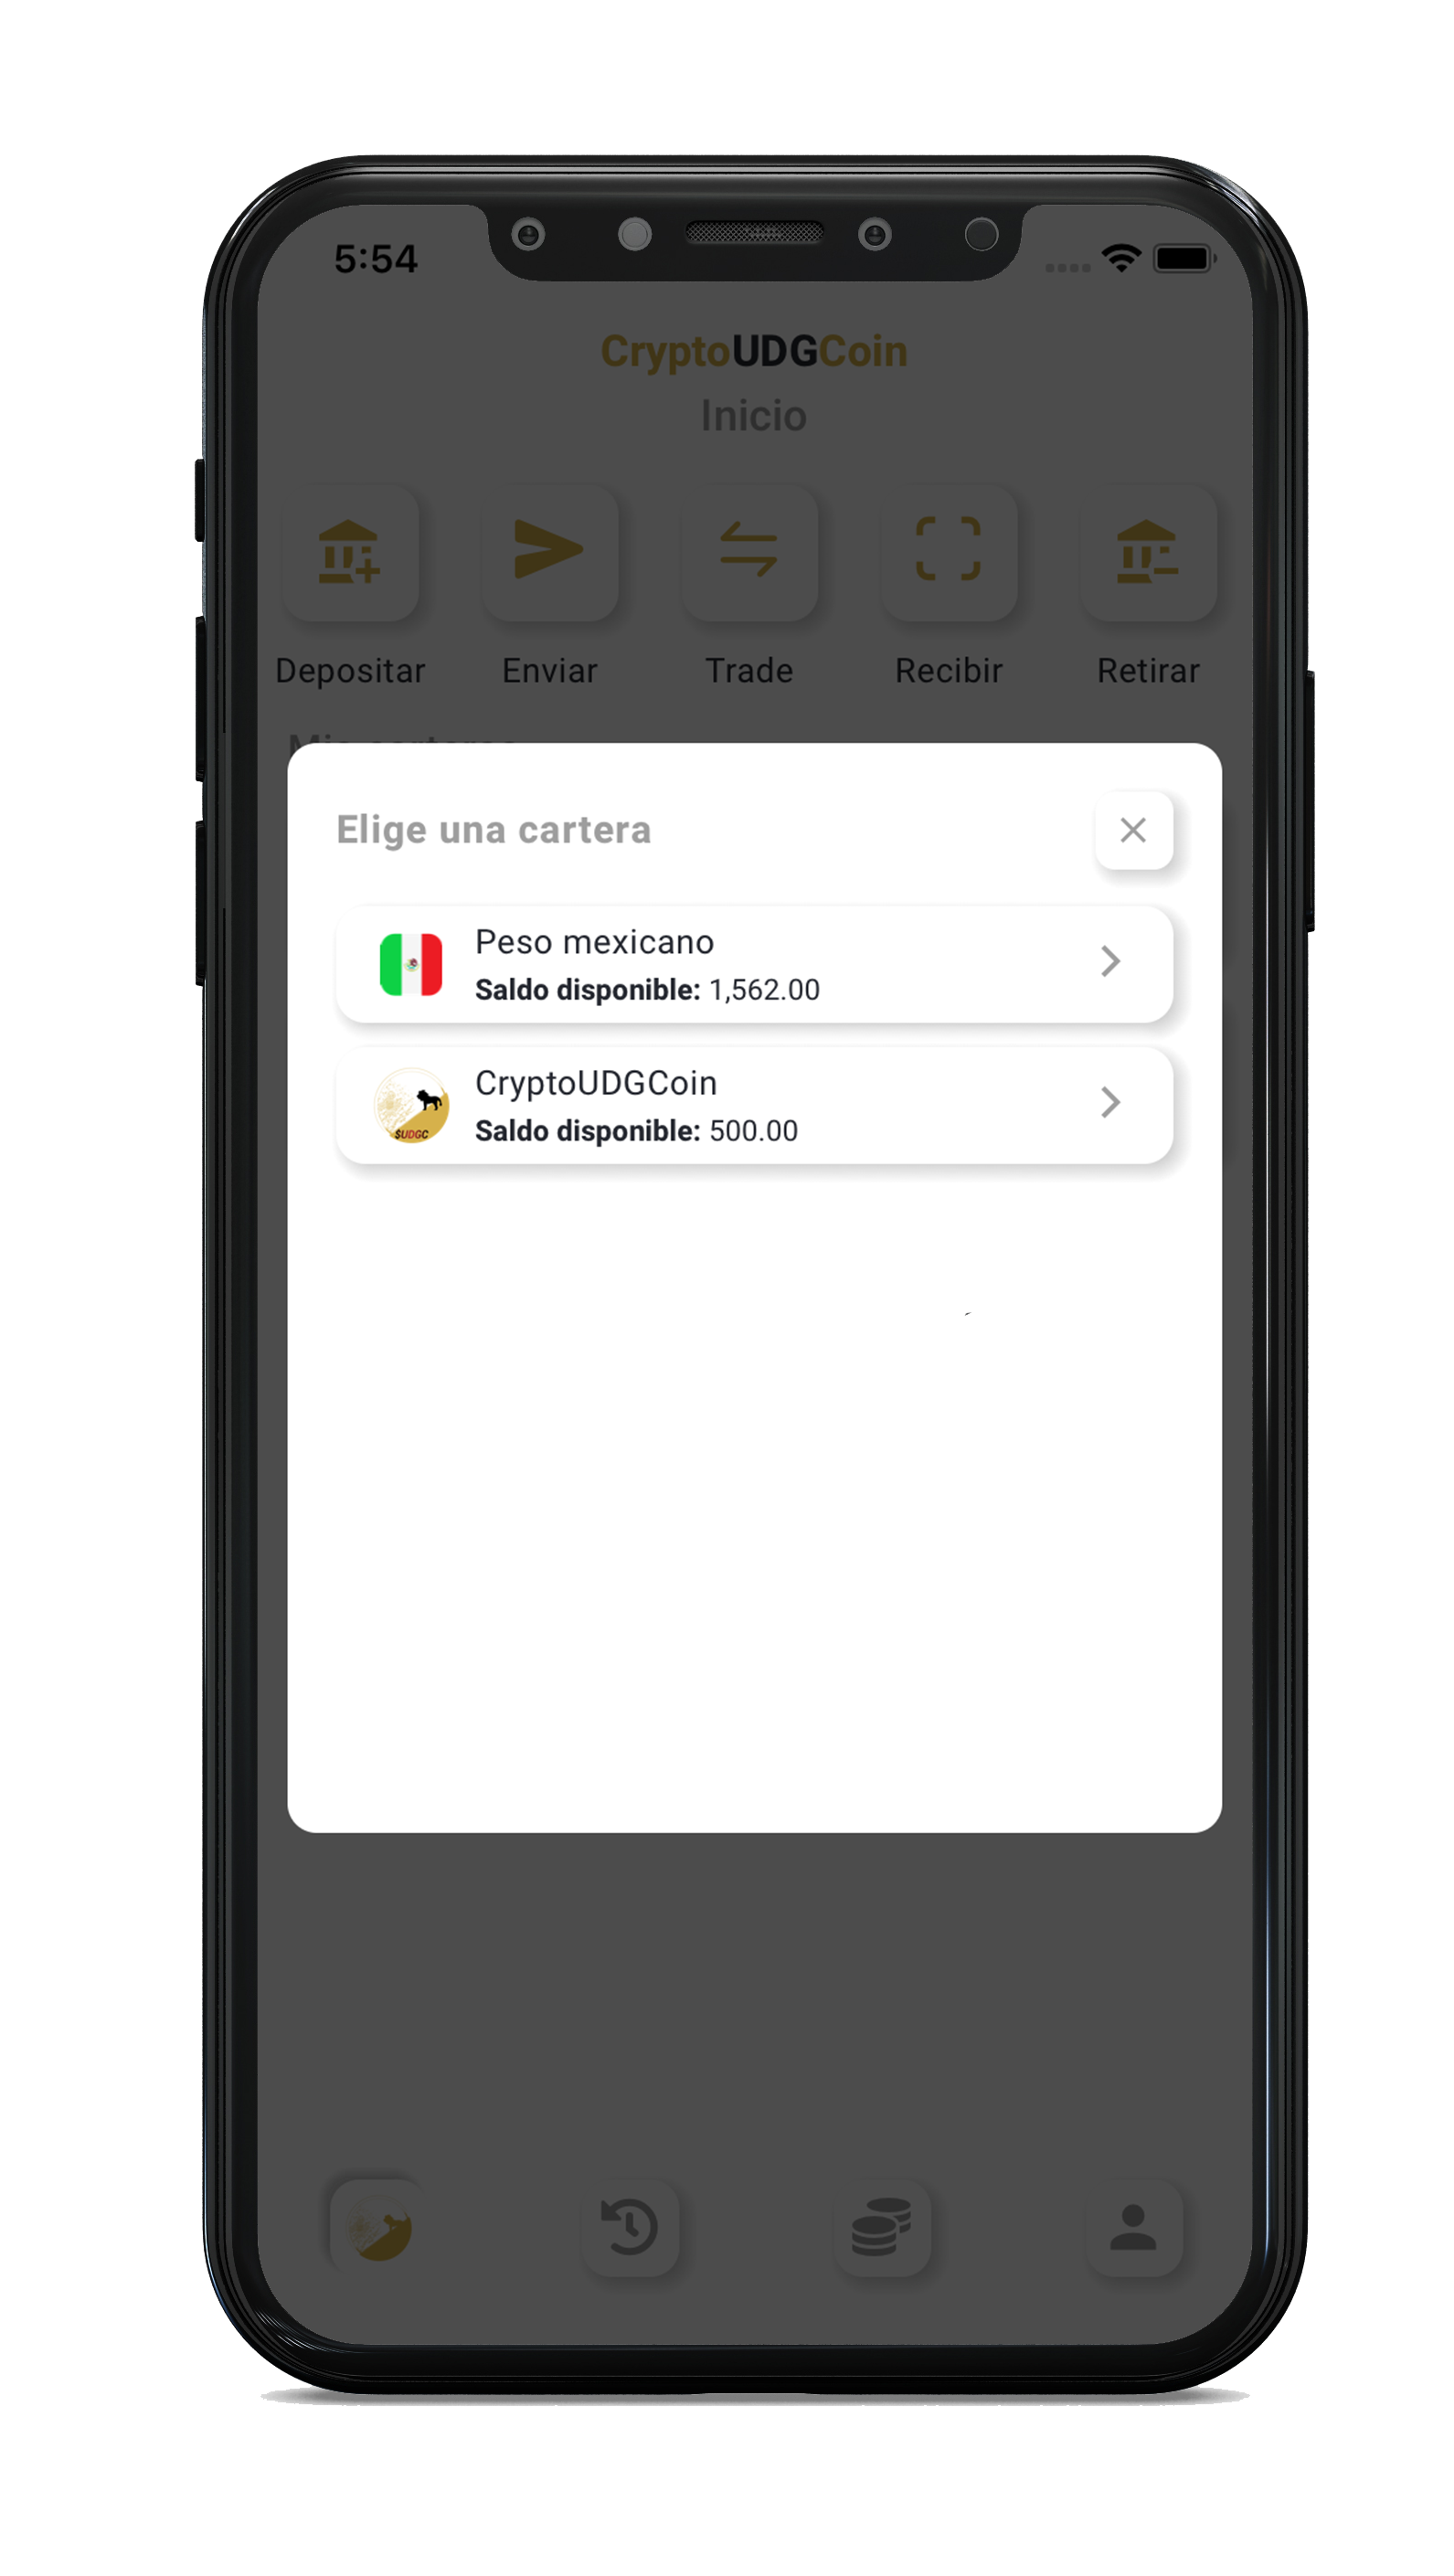 5:54
CryptoUDGCoin
Inicio
Depositar Enviar Trade Recibir Retirar
Elige una cartera
Peso mexicano
Saldo disponible: 1,562.00
CryptoUDGCoin
$UDGC
Saldo disponible: 500.00